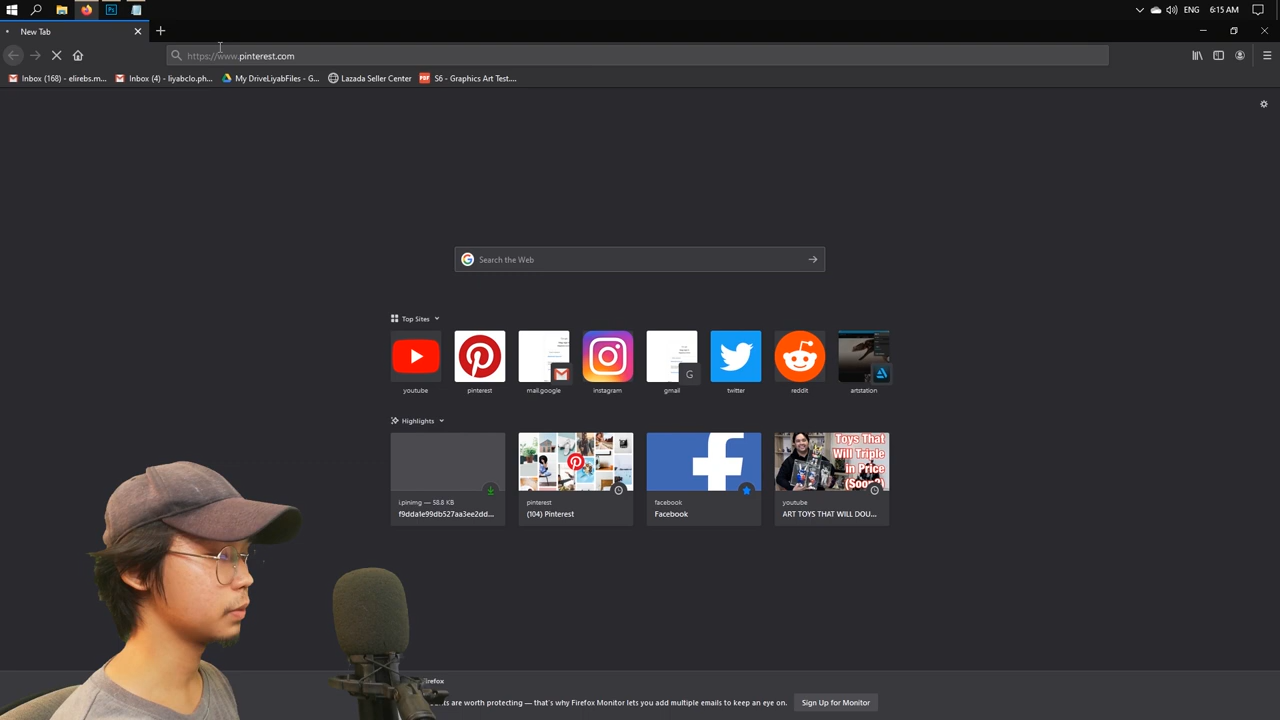 ENG
6:15 AM
New Tab
https://www.pinterest.com
Inbox (168) - elirebs.m...
Inbox (4) - liyabclo.ph...
My DriveLiyabFiles - G...
Lazada Seller Center
S6 - Graphics Art Test....
Search the Web
Top Sites
youtube
pinterest
mail.google
instagram
gmail
twitter
reddit
artstation
Highlights
Toys That
Will Triple
in Price
(Soon?)
i.pinimg — 58.8 KB
f9dda1e99db527aa3ee2dd...
pinterest
(104) Pinterest
facebook
Facebook
youtube
ART TOYS THAT WILL DOU...
irefox
nts are worth protecting — that's why Firefox Monitor lets you add multiple emails to keep an eye on.
Sign Up for Monitor